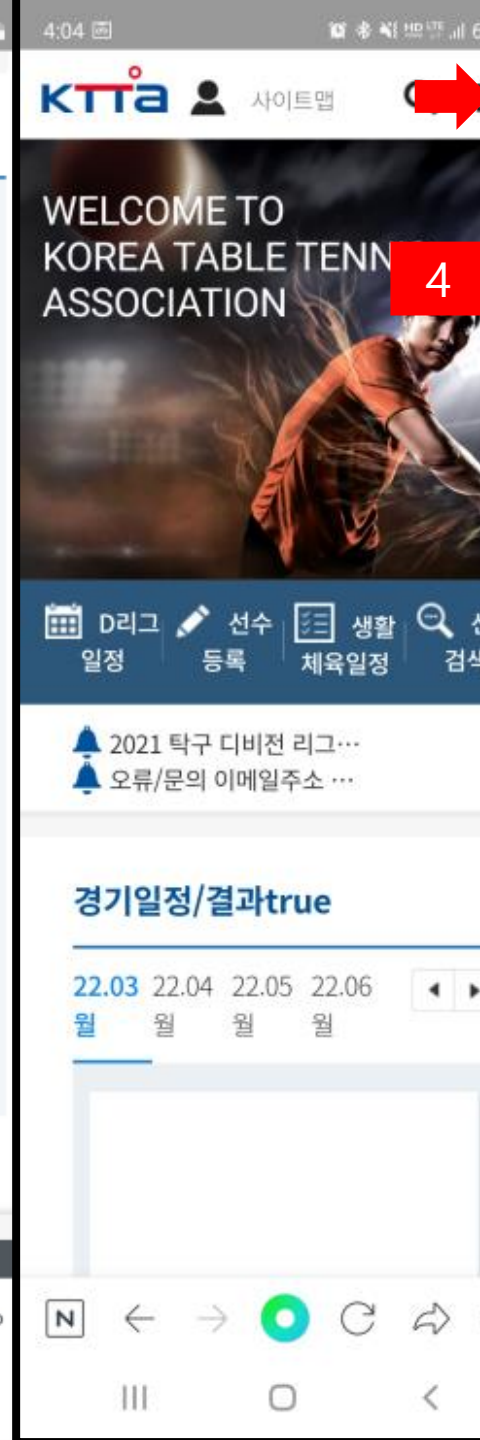 4:04
KTTA
사이트맵
WELCOME TO
KOREA TABLE TENN
ASSOCIATION
4
D리그
일정
선수
등록
생활
체육일정
검색
2021 탁구 디비전 리그…
오류/문의 이메일주소 …
경기일정/결과true
22.03 22.04 22.05 22.06
월 월 월 월
N